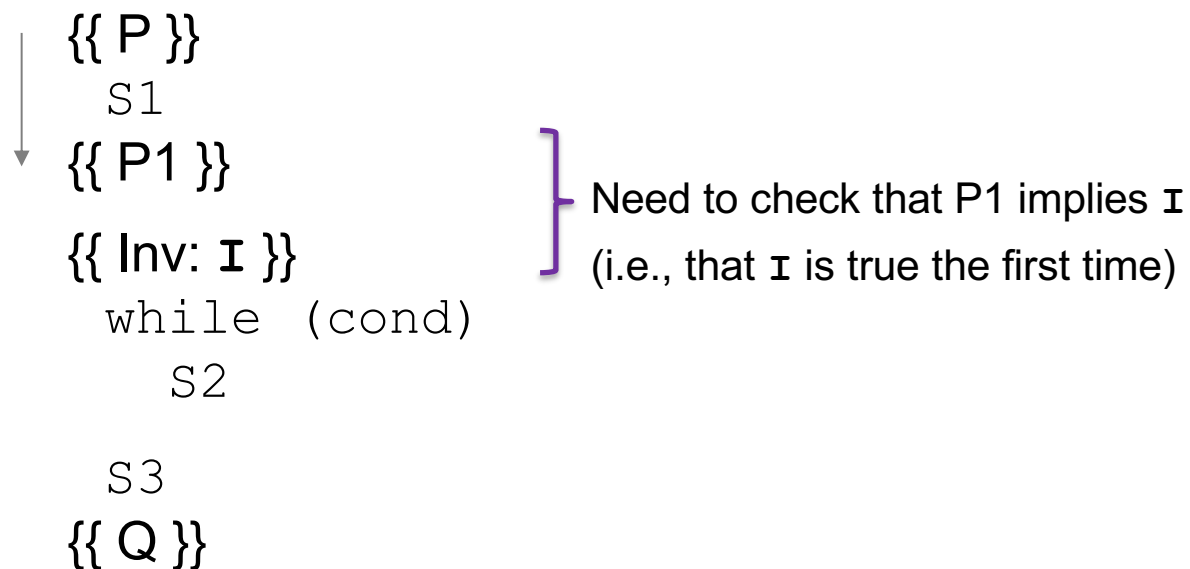 {{ P }}
S1
{{ P1 }}
{{ Inv: I }}
while (cond)
S2
S3
{{ Q }}
Need to check that P1 implies I
(i.e., that I is true the first time)